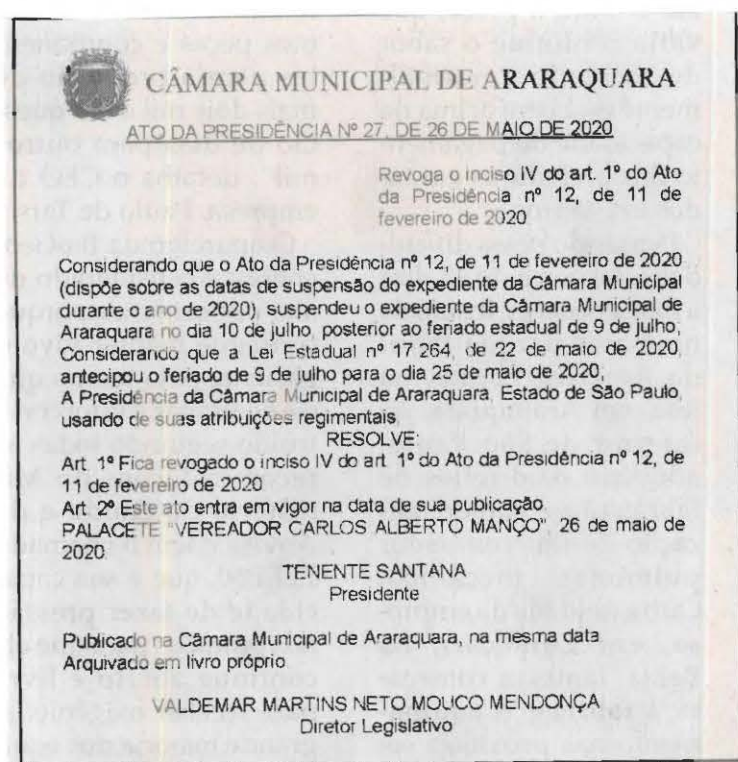 CÂMARA MUNICIPAL DE ARARAQUARA
ATO DA PRESIDÊNCIA Nº 27, DE 26 DE MAIO DE 2020
Revoga o inciso IV do art. 1º do Ato
da Presidência nº 12, de 11 de
fevereiro de 2020
Considerando que o Ato da Presidência nº 12, de 11 de fevereiro de 2020
(dispõe sobre as datas de suspensão do expediente da Câmara Municipal
durante o ano de 2020), suspendeu o expediente da Câmara Municipal de
Araraquara no dia 10 de julho, posterior ao feriado estadual de 9 de julho;
Considerando que a Lei Estadual nº 17.264, de 22 de maio de 2020,
antecipou o feriado de 9 de julho para o dia 25 de maio de 2020;
A Presidência da Câmara Municipal de Araraquara, Estado de São Paulo,
usando de suas atribuições regimentais,
RESOLVE:
Art. 1º Fica revogado o inciso IV do art. 1º do Ato da Presidência nº 12, de
11 de fevereiro de 2020
Art. 2º Este ato entra em vigor na data de sua publicação
PALACETE "VEREADOR CARLOS ALBERTO MANÇO", 26 de maio de
2020
TENENTE SANTANA
Presidente
Publicado na Câmara Municipal de Araraquara, na mesma data
Arquivado em livro próprio
VALDEMAR MARTINS NETO MOUCO MENDONÇA
Diretor Legislativo